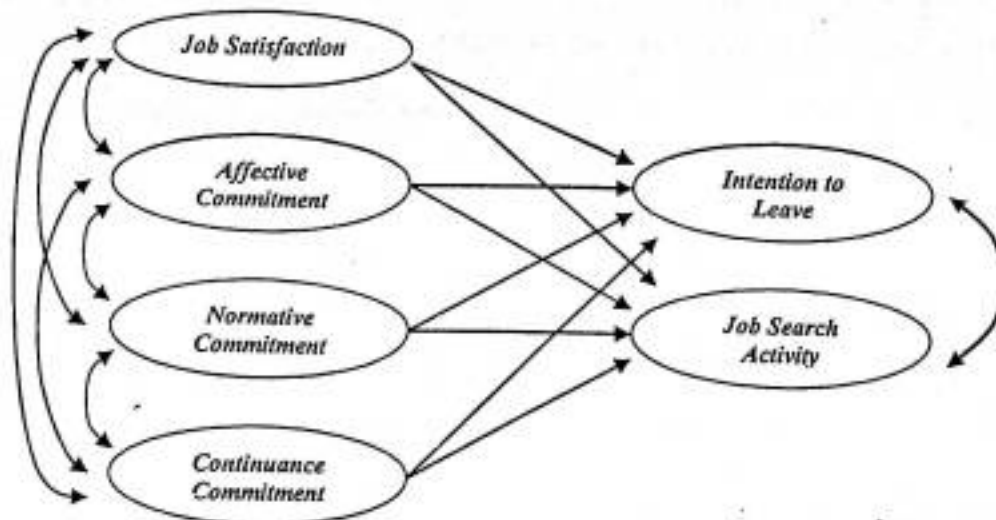 Job Satisfaction
Affective
Commitment
Normative
Commitment
Continuance
Commitment
Intention to
Leave
Job Search
Activity